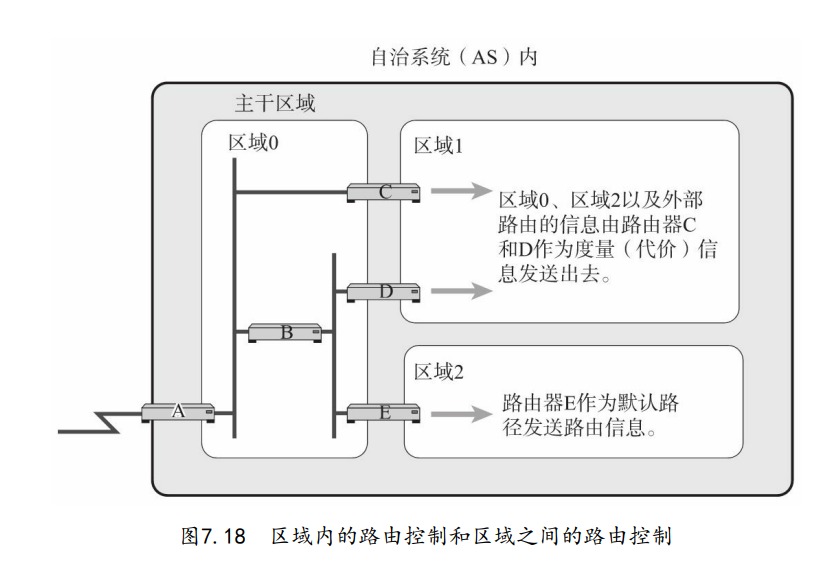 自治系统（AS）内
主干区域
区域0
区域1
C
区域0、区域2以及外部
路由的信息由路由器C
和D作为度量（代价）信
息发送出去。
D
B
区域2
A
E
路由器E作为默认路
径发送路由信息。
图7.18 区域内的路由控制和区域之间的路由控制